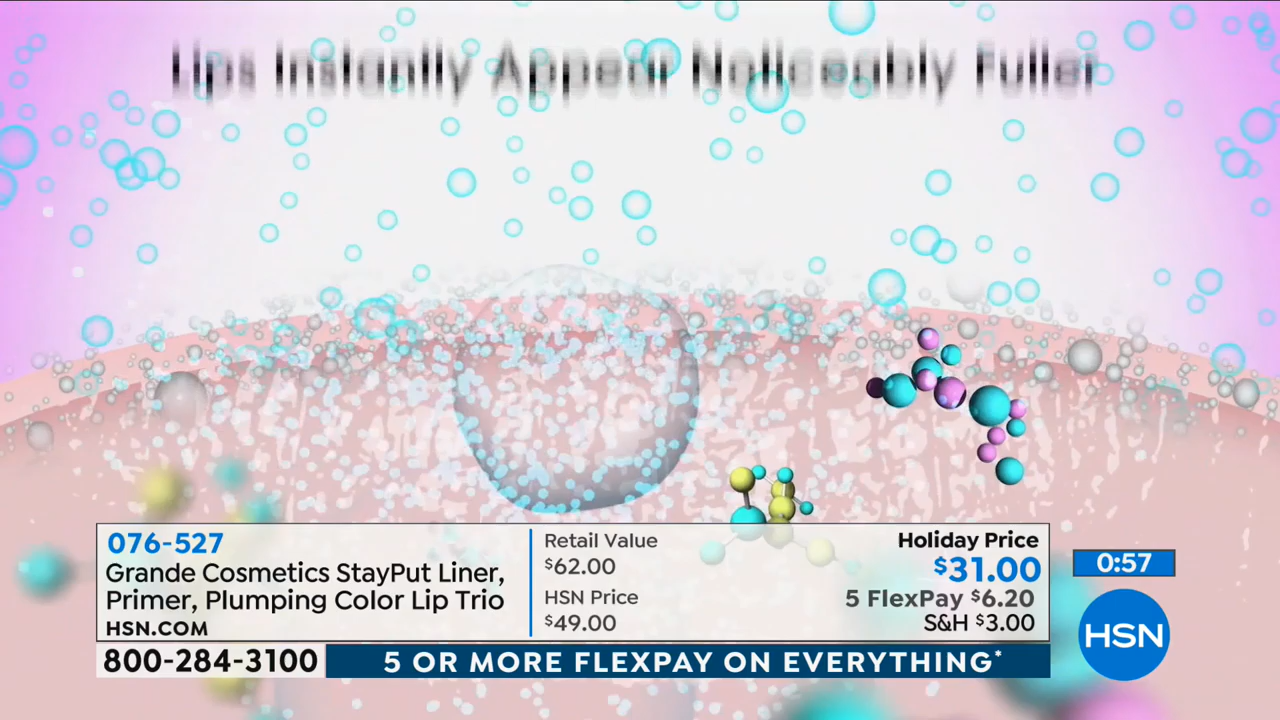 Lips Instantly Appear Noticeably Fuller
076-527
Grande Cosmetics StayPut Liner,
Primer, Plumping Color Lip Trio
HSN.COM
Retail Value
$62.00
HSN Price
$49.00
Holiday Price
$31.00
5 FlexPay $6.20
S&H $3.00
0:57
HSN
800-284-3100
5 OR MORE FLEXPAY ON EVERYTHING*